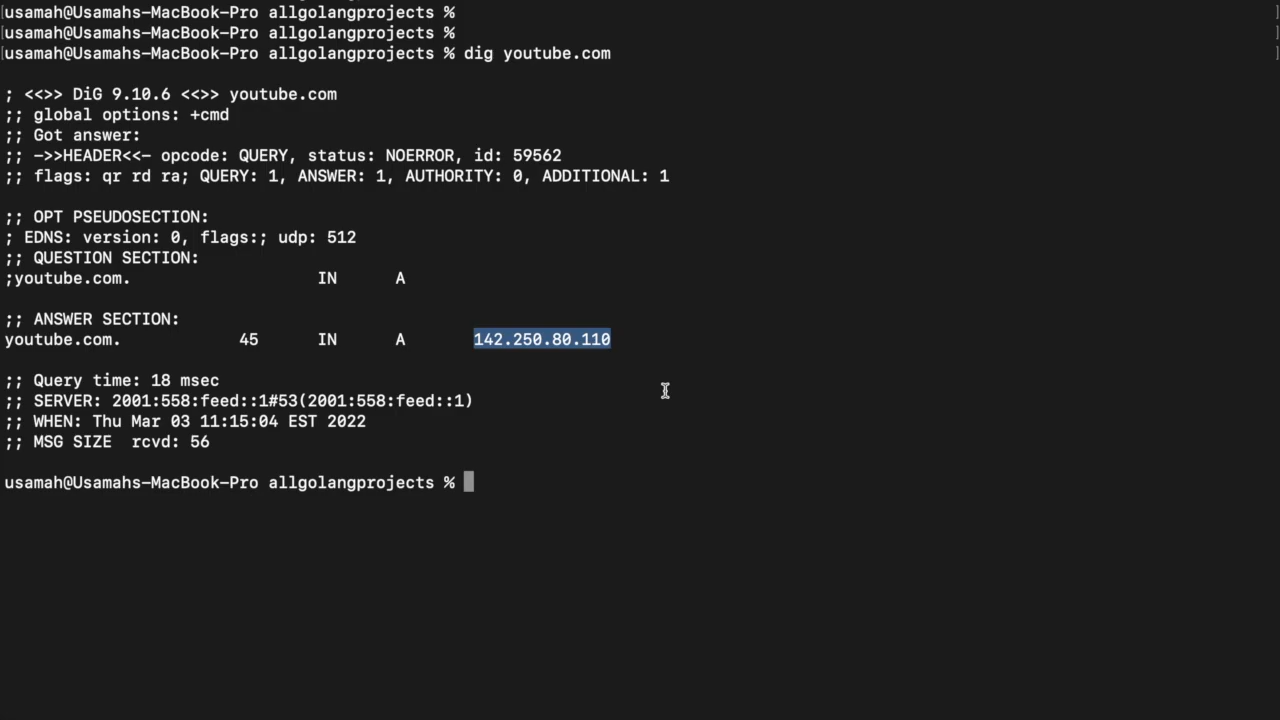 usamah@Usamahs-MacBook-Pro allgolangprojects %
usamah@Usamahs-MacBook-Pro allgolangprojects %
usamah@Usamahs-MacBook-Pro allgolangprojects % dig youtube.com
; <<>> DiG 9.10.6 <<>> youtube.com
;; global options: +cmd
;; Got answer:
;; ->>HEADER<<- opcode: QUERY, status: NOERROR, id: 59562
;; flags: qr rd ra; QUERY: 1, ANSWER: 1, AUTHORITY: 0, ADDITIONAL: 1
;; OPT PSEUDOSECTION:
; EDNS: version: 0, flags:; udp: 512
;; QUESTION SECTION:
;youtube.com. IN A
;; ANSWER SECTION:
youtube.com. 45 IN A 142.250.80.110
;; Query time: 18 msec
;; SERVER: 2001:558:feed::1#53(2001:558:feed::1)
;; WHEN: Thu Mar 03 11:15:04 EST 2022
;; MSG SIZE rcvd: 56
usamah@Usamahs-MacBook-Pro allgolangprojects %